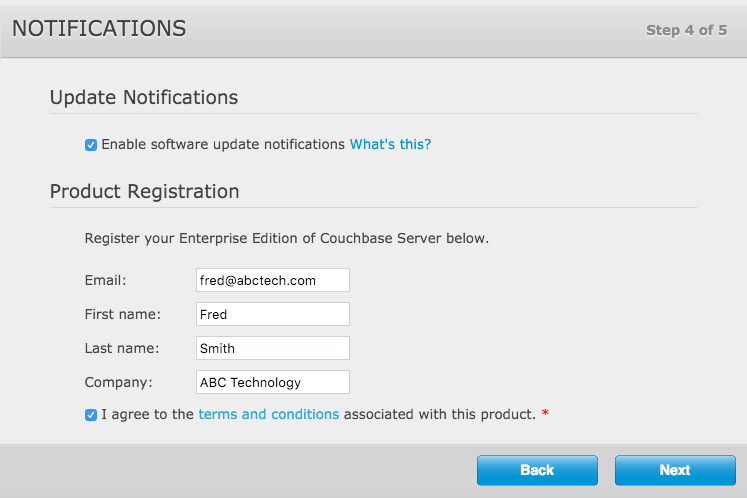 NOTIFICATIONS Step 4 of 5
Update Notifications
Enable software update notifications What's this?
Product Registration
Register your Enterprise Edition of Couchbase Server below.
Email: fred@abctech.com
First name: Fred
Last name: Smith
Company: ABC Technology
I agree to the terms and conditions associated with this product. *
Back Next